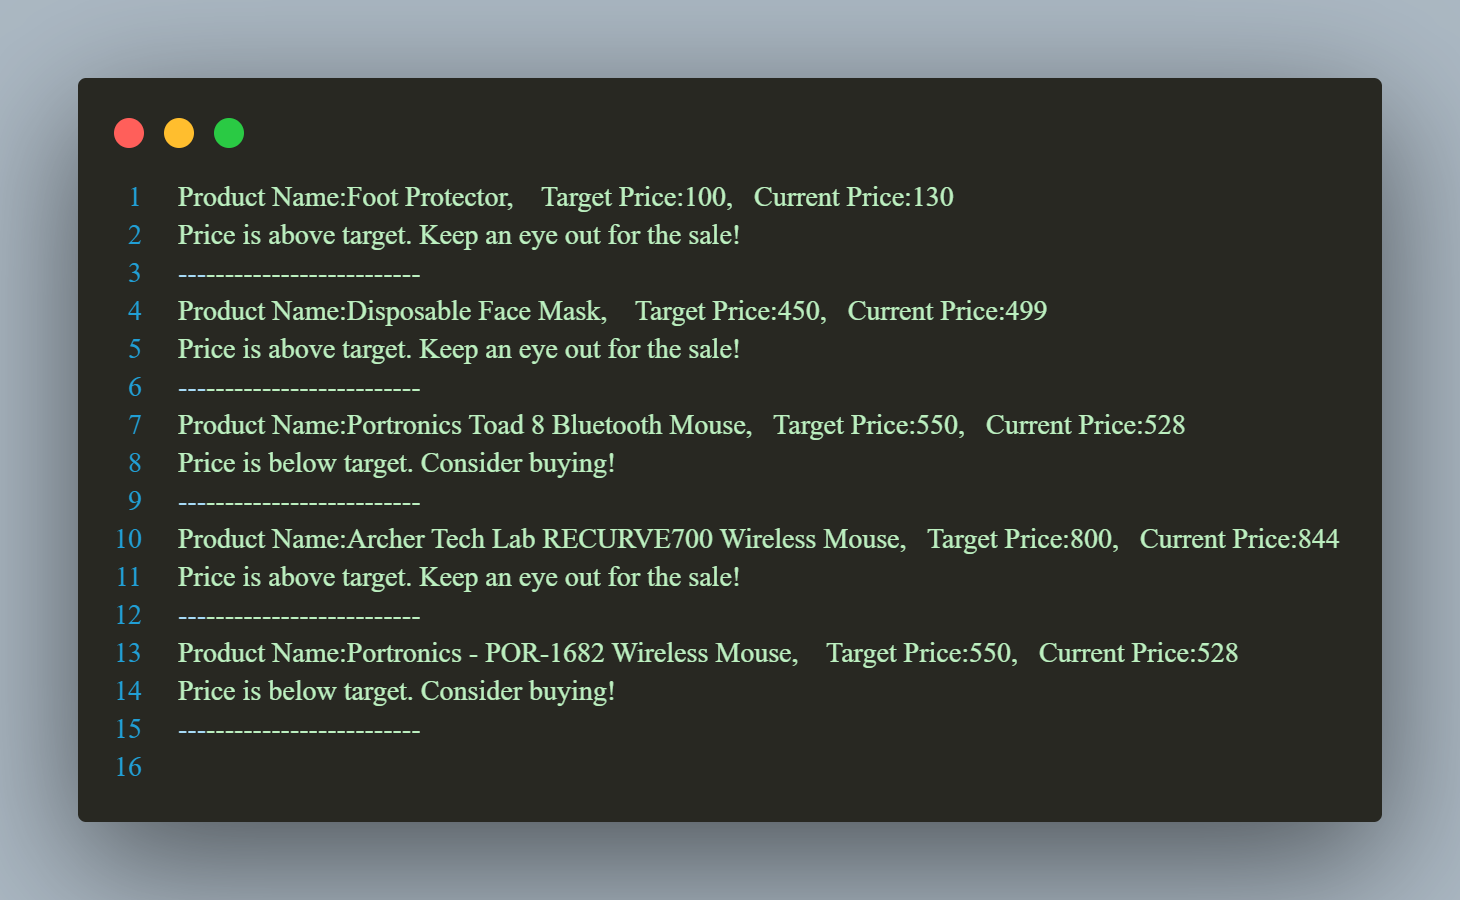 1 Product Name:Foot Protector,    Target Price:100,   Current Price:130
2 Price is above target. Keep an eye out for the sale!
3 --------------------------
4 Product Name:Disposable Face Mask,    Target Price:450,   Current Price:499
5 Price is above target. Keep an eye out for the sale!
6 --------------------------
7 Product Name:Portronics Toad 8 Bluetooth Mouse,   Target Price:550,   Current Price:528
8 Price is below target. Consider buying!
9 --------------------------
10 Product Name:Archer Tech Lab RECURVE700 Wireless Mouse,   Target Price:800,   Current Price:844
11 Price is above target. Keep an eye out for the sale!
12 --------------------------
13 Product Name:Portronics - POR-1682 Wireless Mouse,    Target Price:550,   Current Price:528
14 Price is below target. Consider buying!
15 --------------------------
16